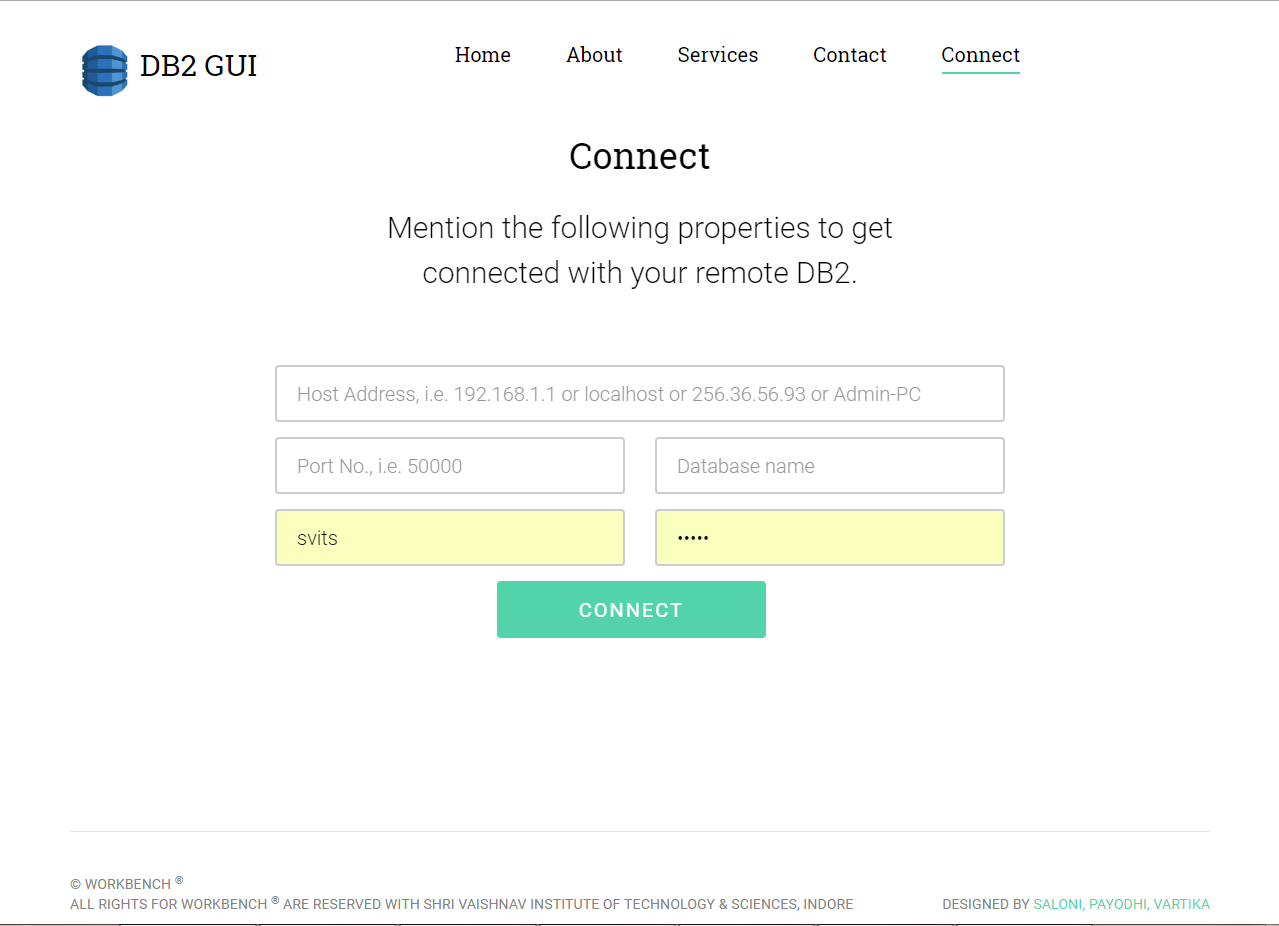 DB2 GUI
Home About Services Contact Connect
Connect
Mention the following properties to get
connected with your remote DB2.
Host Address, i.e. 192.168.1.1 or localhost or 256.36.56.93 or Admin-PC
Port No., i.e. 50000
Database name
svits
•••••
CONNECT
© WORKBENCH ®
ALL RIGHTS FOR WORKBENCH ® ARE RESERVED WITH SHRI VAISHNAV INSTITUTE OF TECHNOLOGY & SCIENCES, INDORE
DESIGNED BY SALONI, PAYODHI, VARTIKA